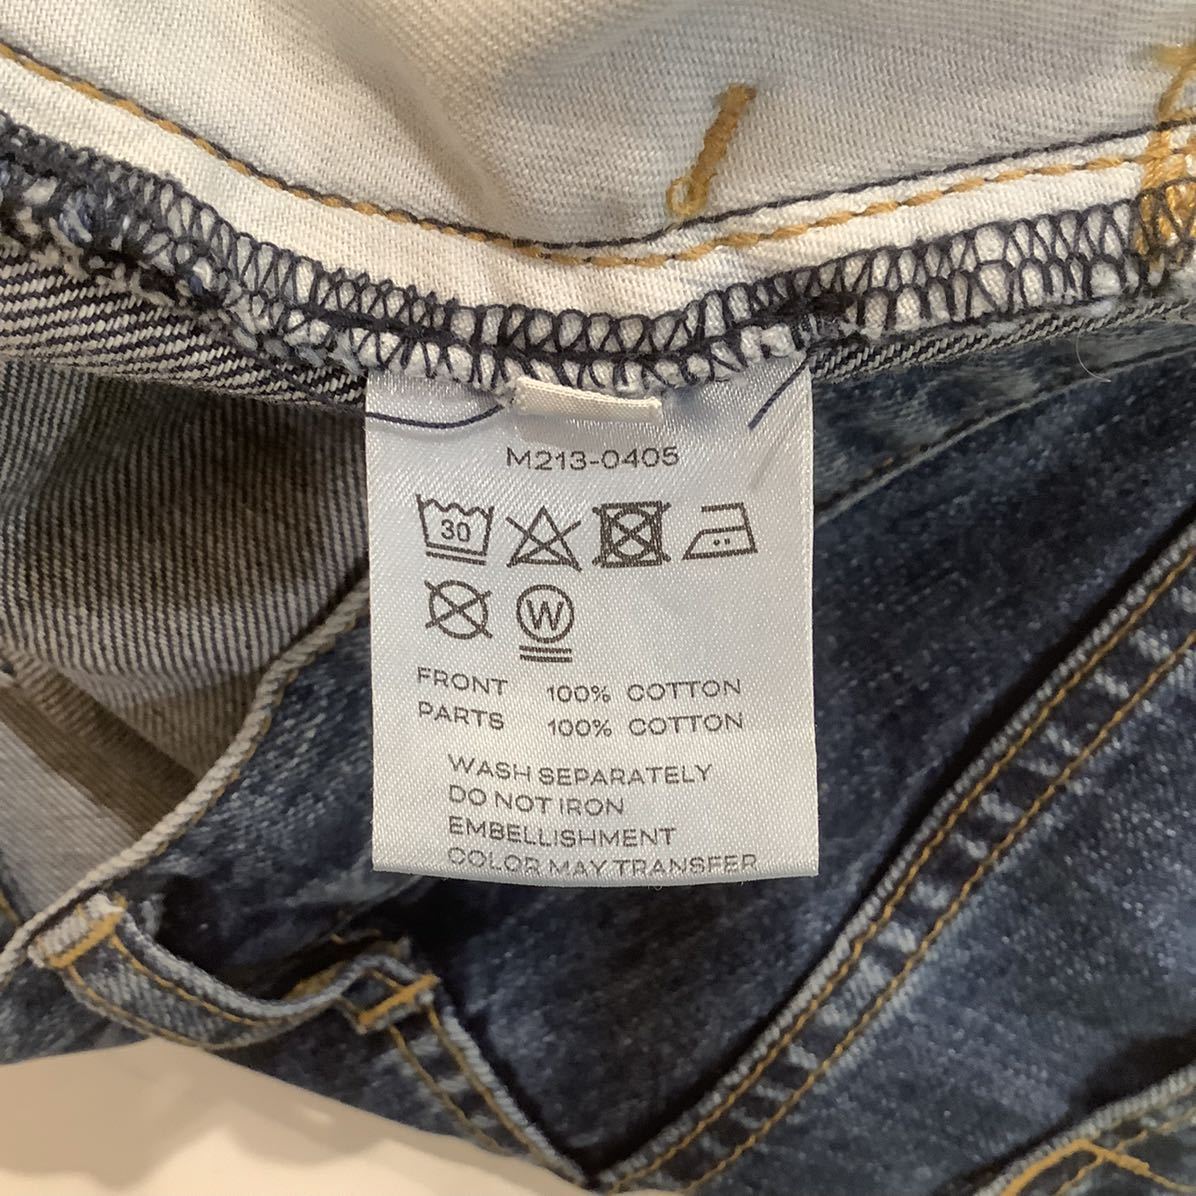 M213-0405
30
W
FRONT 100% COTTON
PARTS 100% COTTON
WASH SEPARATELY
DO NOT IRON
EMBELLISHMENT
COLOR MAY TRANSFER